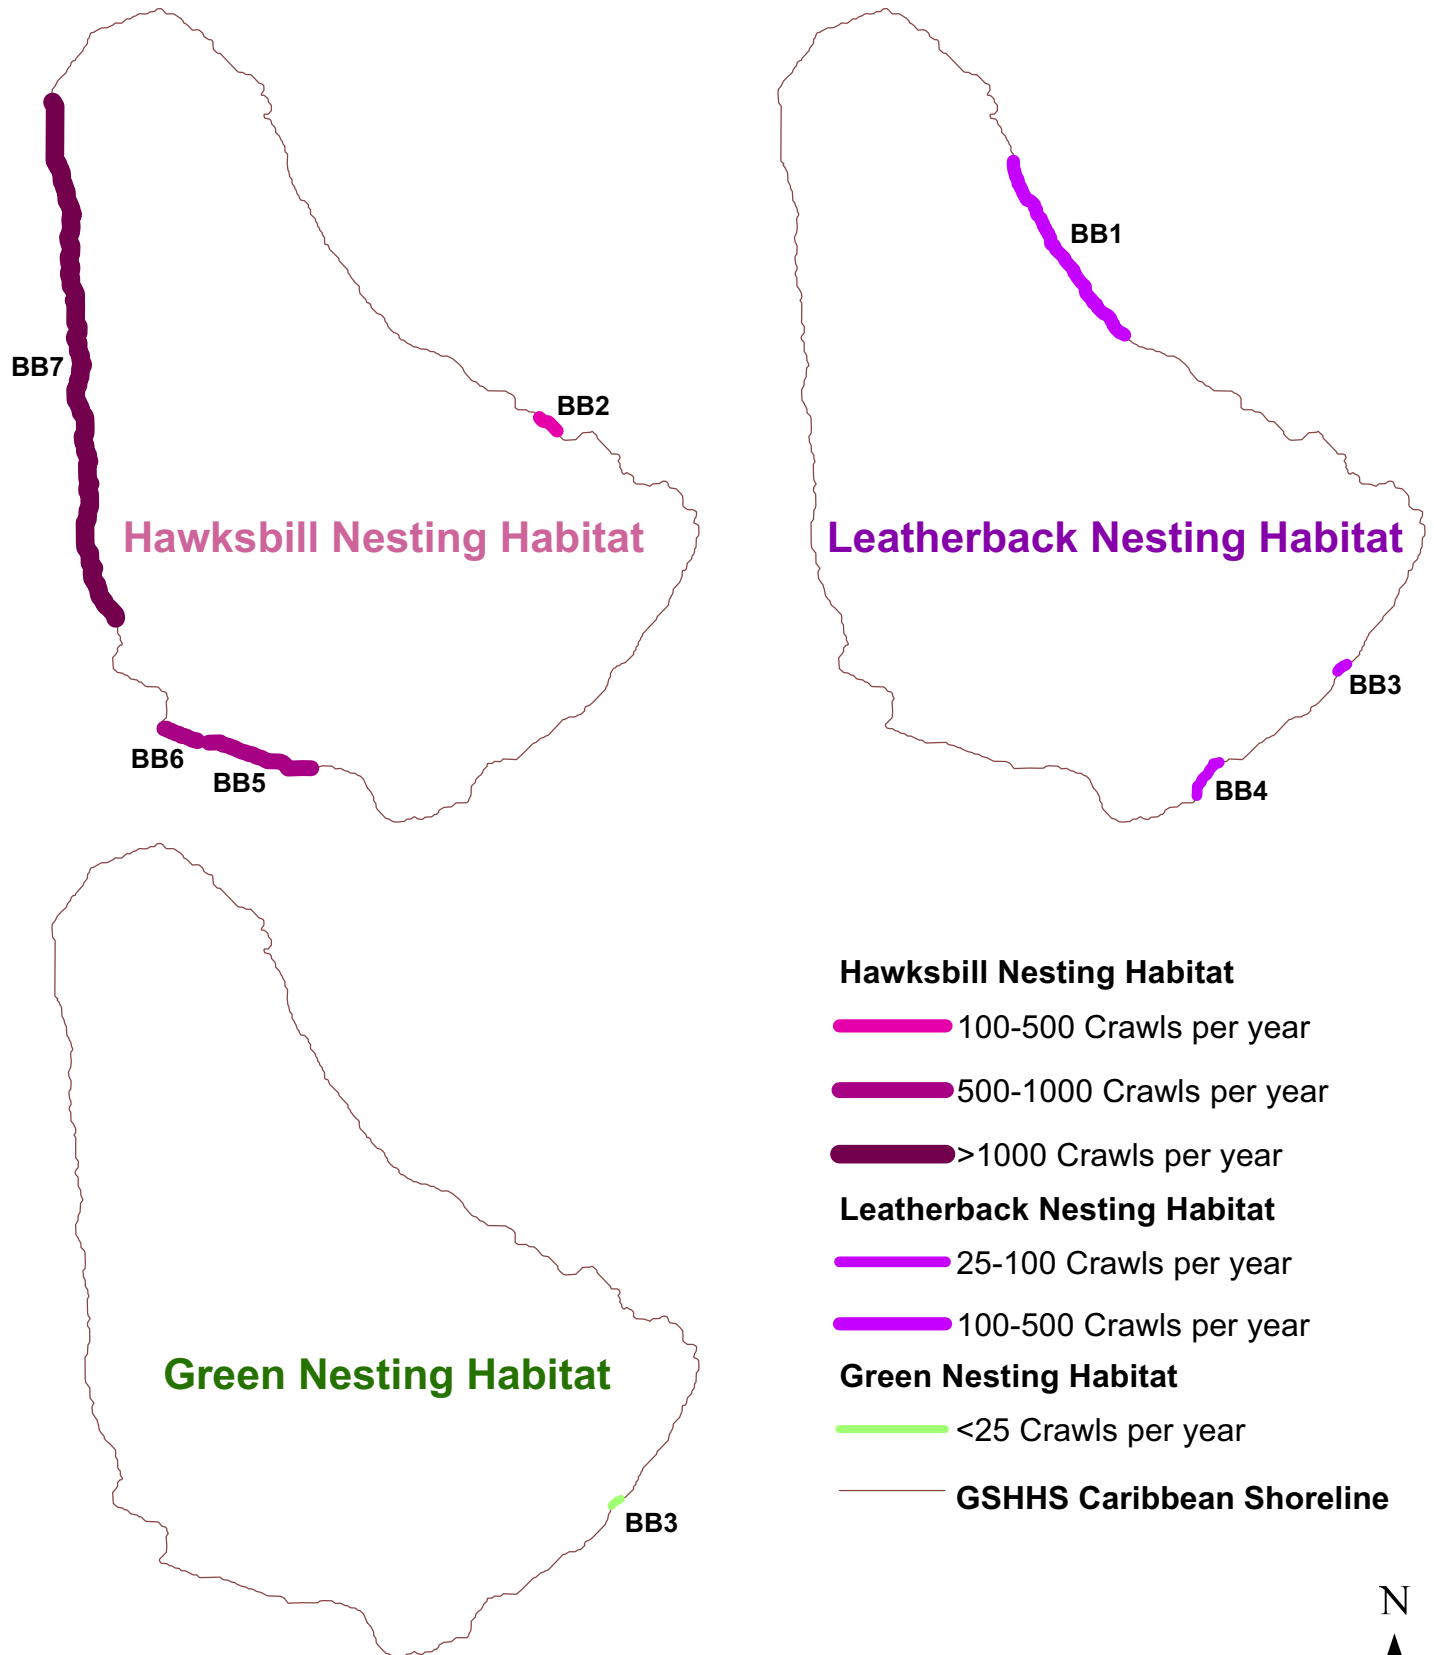 BB7
BB2
Hawksbill Nesting Habitat
BB6
BB5
BB1
Leatherback Nesting Habitat
BB3
BB4
Green Nesting Habitat
BB3
Hawksbill Nesting Habitat
100-500 Crawls per year
500-1000 Crawls per year
>1000 Crawls per year
Leatherback Nesting Habitat
25-100 Crawls per year
100-500 Crawls per year
Green Nesting Habitat
<25 Crawls per year
GSHHS Caribbean Shoreline
N